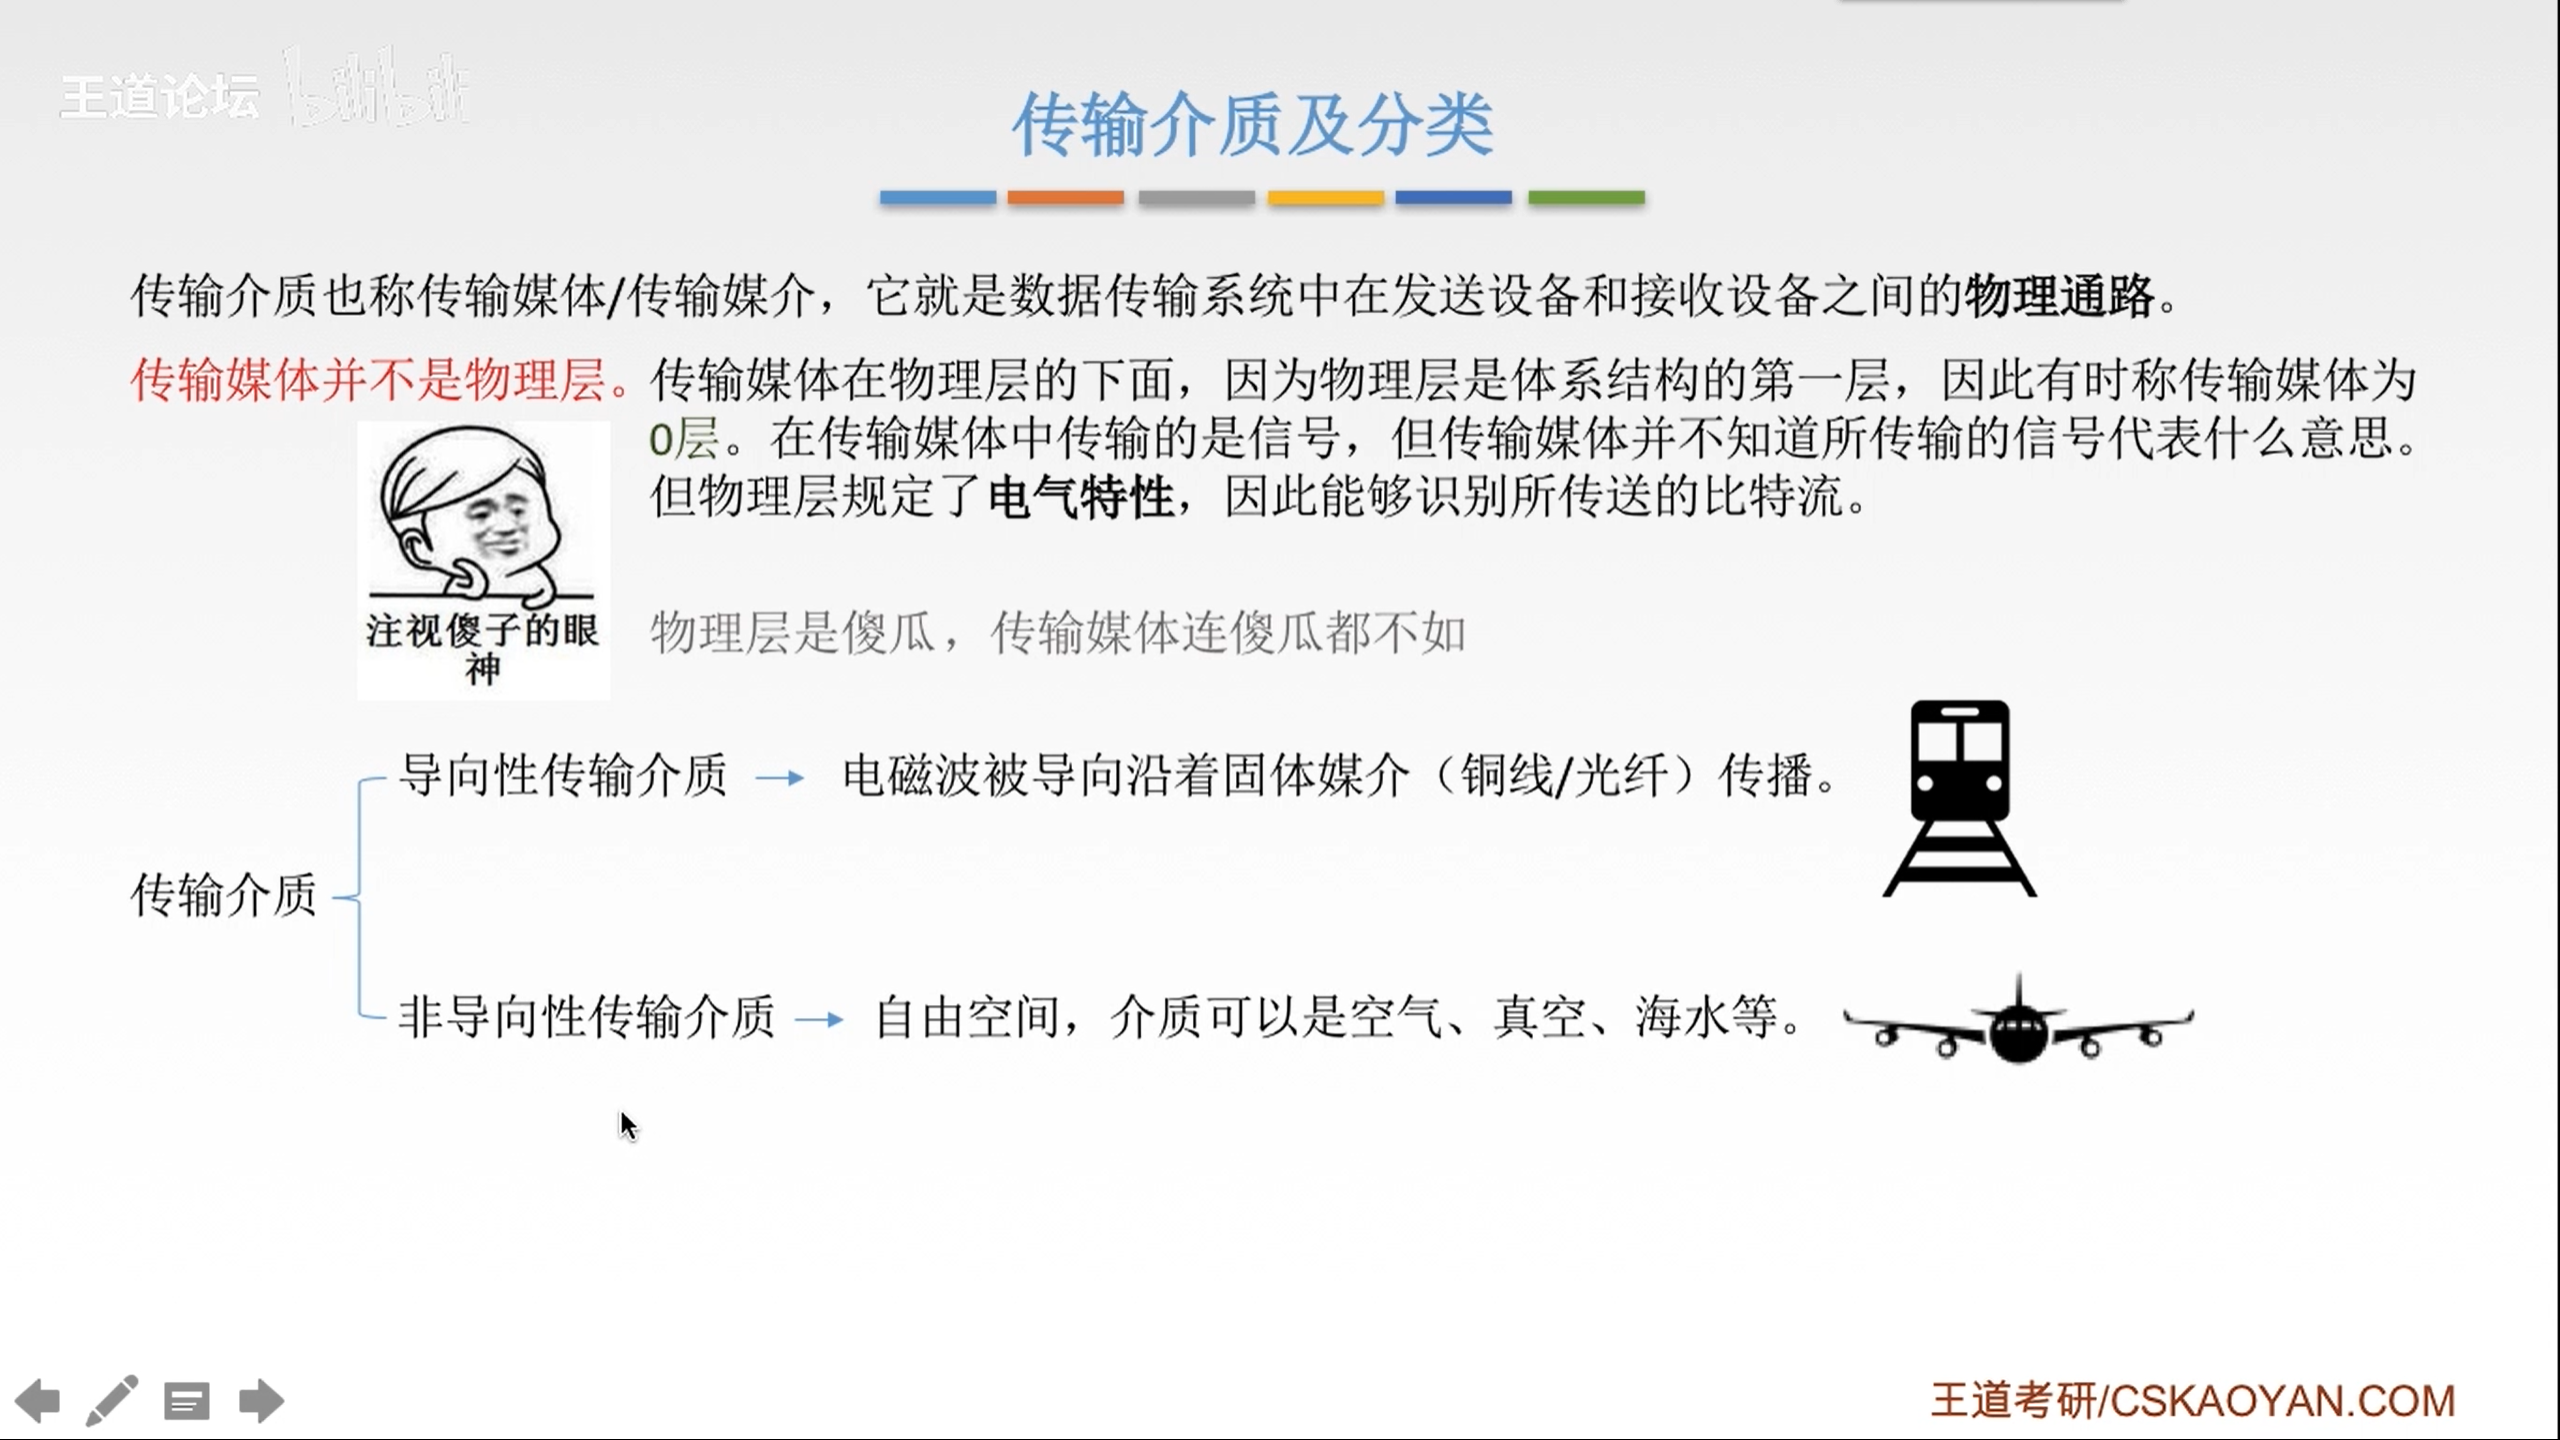 王道论坛 bilibili
传输介质及分类
传输介质也称传输媒体/传输媒介，它就是数据传输系统中在发送设备和接收设备之间的物理通路。
传输媒体并不是物理层。传输媒体在物理层的下面，因为物理层是体系结构的第一层，因此有时称传输媒体为
0层。在传输媒体中传输的是信号，但传输媒体并不知道所传输的信号代表什么意思。
但物理层规定了电气特性，因此能够识别所传送的比特流。
注视傻子的眼
神
物理层是傻瓜，传输媒体连傻瓜都不如
导向性传输介质 → 电磁波被导向沿着固体媒介（铜线/光纤）传播。
传输介质
非导向性传输介质 → 自由空间，介质可以是空气、真空、海水等。
王道考研/CSKAOYAN.COM